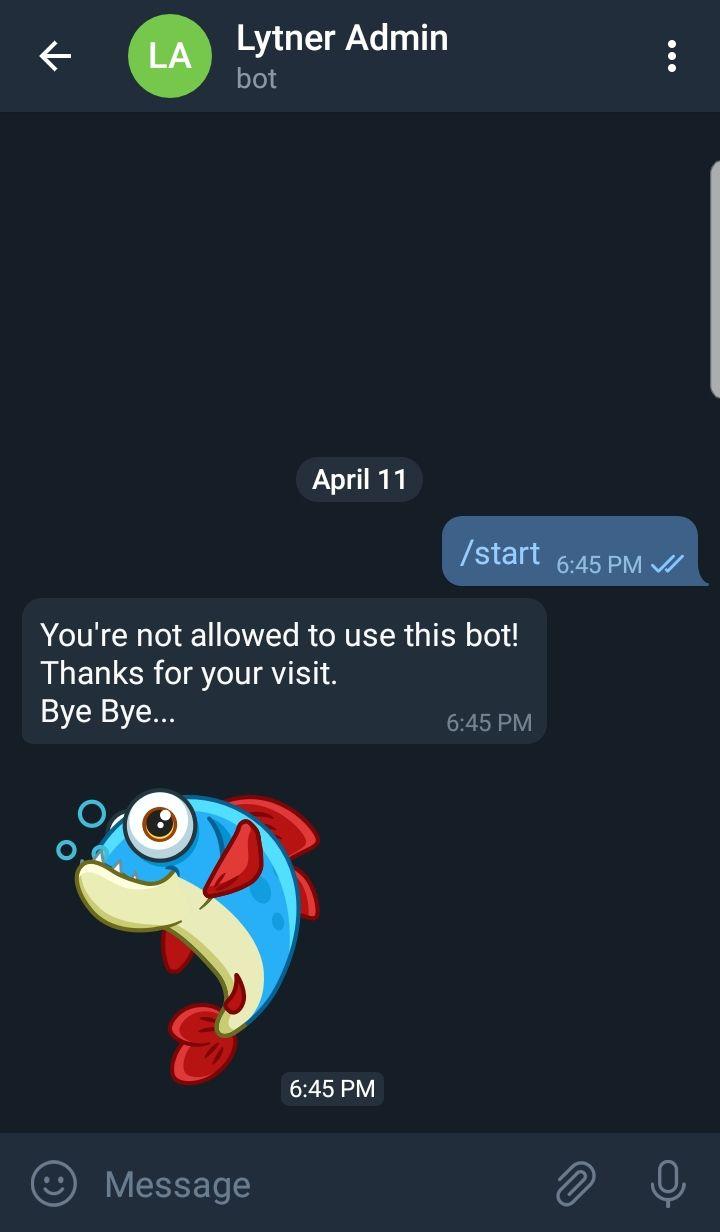 LA
Lytner Admin
bot
April 11
/start 6:45 PM
You're not allowed to use this bot!
Thanks for your visit.
Bye Bye...
6:45 PM
6:45 PM
Message